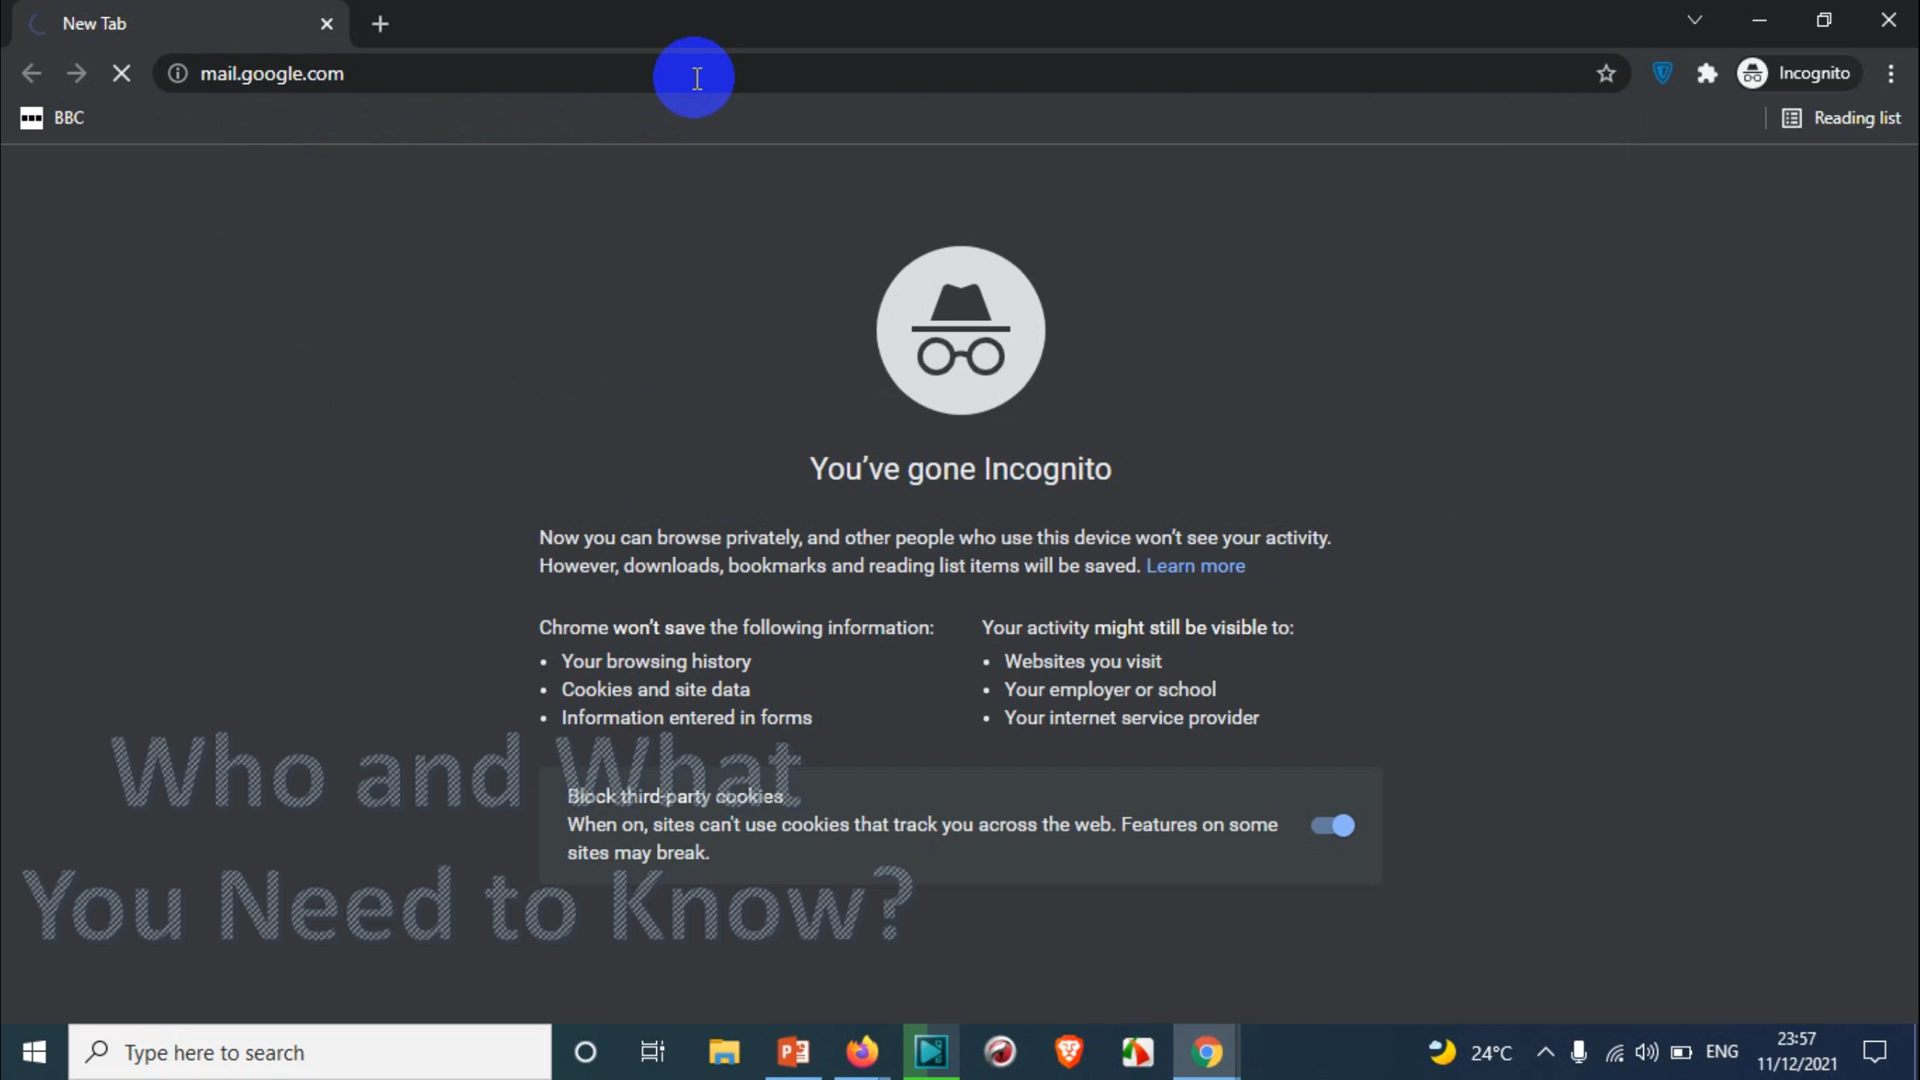 New Tab
mail.google.com
Incognito
BBC
Reading list
You've gone Incognito
Now you can browse privately, and other people who use this device won't see your activity.
However, downloads, bookmarks and reading list items will be saved. Learn more
Chrome won't save the following information:
• Your browsing history
• Cookies and site data
• Information entered in forms
Your activity might still be visible to:
• Websites you visit
• Your employer or school
• Your internet service provider
Block third-party cookies
When on, sites can't use cookies that track you across the web. Features on some
sites may break.
Who and What
You Need to Know?
Type here to search
24°C
ENG
23:57
11/12/2021